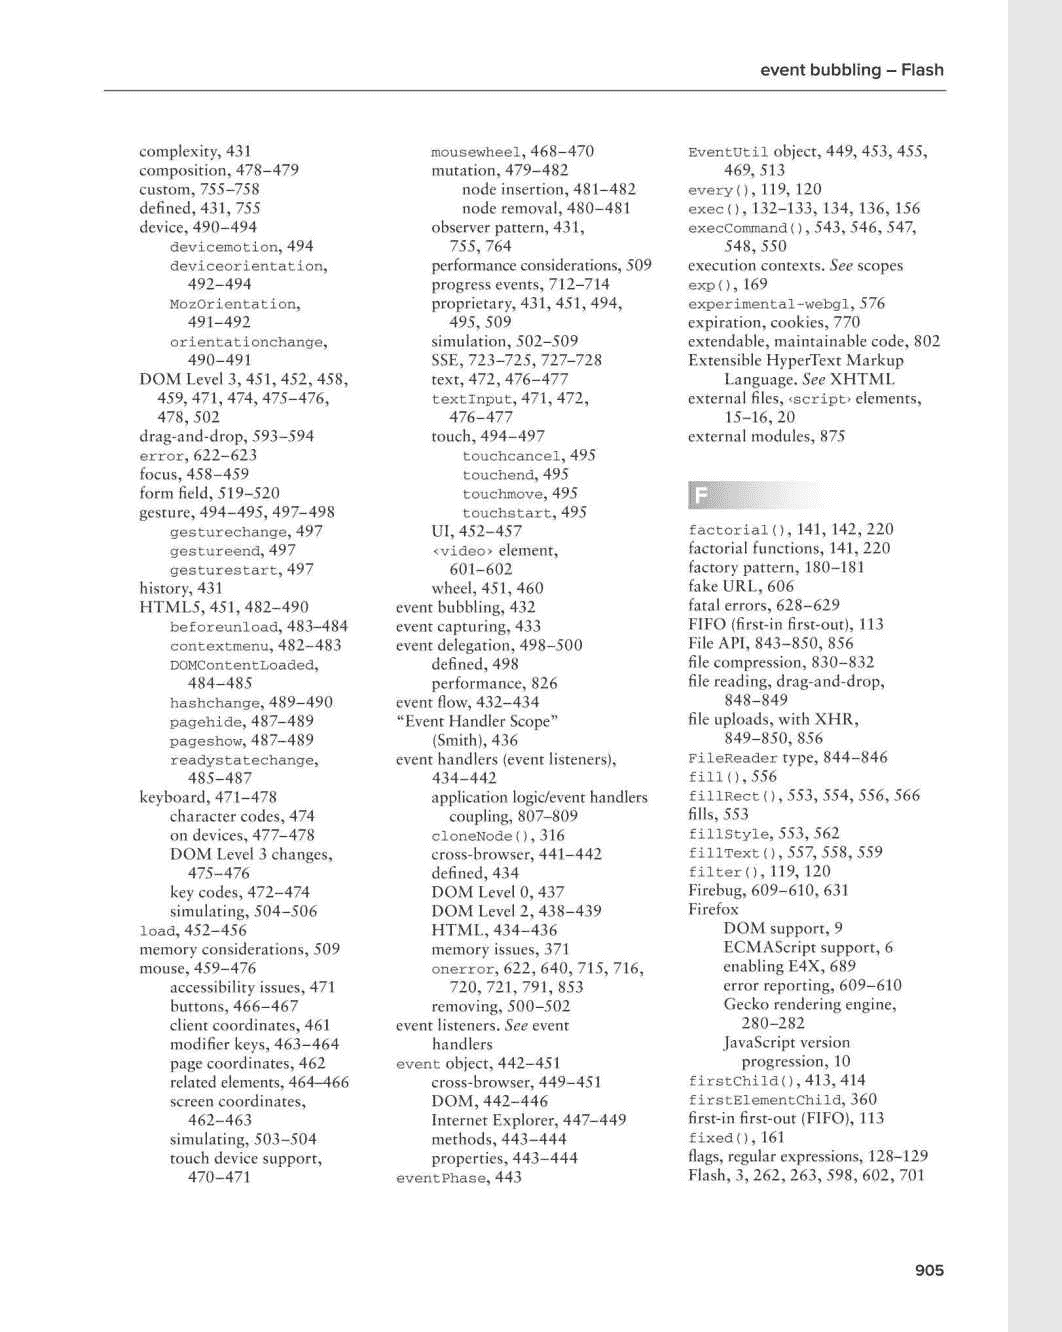 event bubbling – Flash
complexity, 431
composition, 478–479
custom, 755–758
defined, 431, 755
device, 490–494
devicemotion, 494
deviceorientation,
492–494
MozOrientation,
491–492
orientationchange,
490–491
DOM Level 3, 451, 452, 458,
459, 471, 474, 475–476,
478, 502
drag-and-drop, 593–594
error, 622–623
focus, 458–459
form field, 519–520
gesture, 494–495, 497–498
gesturechange, 497
gestureend, 497
gesturestart, 497
history, 431
HTML5, 451, 482–490
beforeunload, 483–484
contextmenu, 482–483
DOMContentLoaded,
484–485
hashchange, 489–490
pagehide, 487–489
pageshow, 487–489
readystatechange,
485–487
keyboard, 471–478
character codes, 474
on devices, 477–478
DOM Level 3 changes,
475–476
key codes, 472–474
simulating, 504–506
load, 452–456
memory considerations, 509
mouse, 459–476
accessibility issues, 471
buttons, 466–467
client coordinates, 461
modifier keys, 463–464
page coordinates, 462
related elements, 464–466
screen coordinates,
462–463
simulating, 503–504
touch device support,
470–471
mousewheel, 468–470
mutation, 479–482
node insertion, 481–482
node removal, 480–481
observer pattern, 431,
755, 764
performance considerations, 509
progress events, 712–714
proprietary, 431, 451, 494,
495, 509
simulation, 502–509
SSE, 723–725, 727–728
text, 472, 476–477
textInput, 471, 472,
476–477
touch, 494–497
touchcancel, 495
touchend, 495
touchmove, 495
touchstart, 495
UI, 452–457
<video> element,
601–602
wheel, 451, 460
event bubbling, 432
event capturing, 433
event delegation, 498–500
defined, 498
performance, 826
event flow, 432–434
“Event Handler Scope”
(Smith), 436
event handlers (event listeners),
434–442
application logic/event handlers
coupling, 807–809
cloneNode(), 316
cross-browser, 441–442
defined, 434
DOM Level 0, 437
DOM Level 2, 438–439
HTML, 434–436
memory issues, 371
onerror, 622, 640, 715, 716,
720, 721, 791, 853
removing, 500–502
event listeners. See event
handlers
event object, 442–451
cross-browser, 449–451
DOM, 442–446
Internet Explorer, 447–449
methods, 443–444
properties, 443–444
eventPhase, 443
EventUtil object, 449, 453, 455,
469, 513
every(), 119, 120
exec(), 132–133, 134, 136, 156
execCommand(), 543, 546, 547,
548, 550
execution contexts. See scopes
exp(), 169
experimental-webgl, 576
expiration, cookies, 770
extendable, maintainable code, 802
Extensible HyperText Markup
Language. See XHTML
external files, <script> elements,
15–16, 20
external modules, 875
F
factorial(), 141, 142, 220
factorial functions, 141, 220
factory pattern, 180–181
fake URL, 606
fatal errors, 628–629
FIFO (first-in first-out), 113
File API, 843–850, 856
file compression, 830–832
file reading, drag-and-drop,
848–849
file uploads, with XHR,
849–850, 856
FileReader type, 844–846
fill(), 556
fillRect(), 553, 554, 556, 566
fills, 553
fillStyle, 553, 562
fillText(), 557, 558, 559
filter(), 119, 120
Firebug, 609–610, 631
Firefox
DOM support, 9
ECMAScript support, 6
enabling E4X, 689
error reporting, 609–610
Gecko rendering engine,
280–282
JavaScript version
progression, 10
firstChild(), 413, 414
firstElementChild, 360
first-in first-out (FIFO), 113
fixed(), 161
flags, regular expressions, 128–129
Flash, 3, 262, 263, 598, 602, 701
905